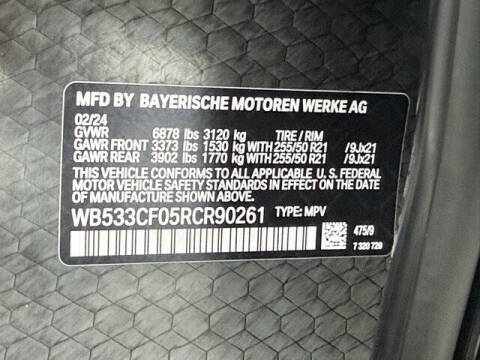 MFD BY BAYERISCHE MOTOREN WERKE AG
02/24
GVWR 6878 lbs 3120 kg TIRE / RIM
GAWR FRONT 3373 lbs 1530 kg WITH 255/50 R21 /9Jx21
GAWR REAR 3902 lbs 1770 kg WITH 255/50 R21 /9Jx21
THIS VEHICLE CONFORMS TO ALL APPLICABLE U. S. FEDERAL
MOTOR VEHICLE SAFETY STANDARDS IN EFFECT
ON THE DATE OF MANUFACTURE SHOWN ABOVE.
WB533CF05RCR90261 TYPE: MPV
475/9
7 320 729